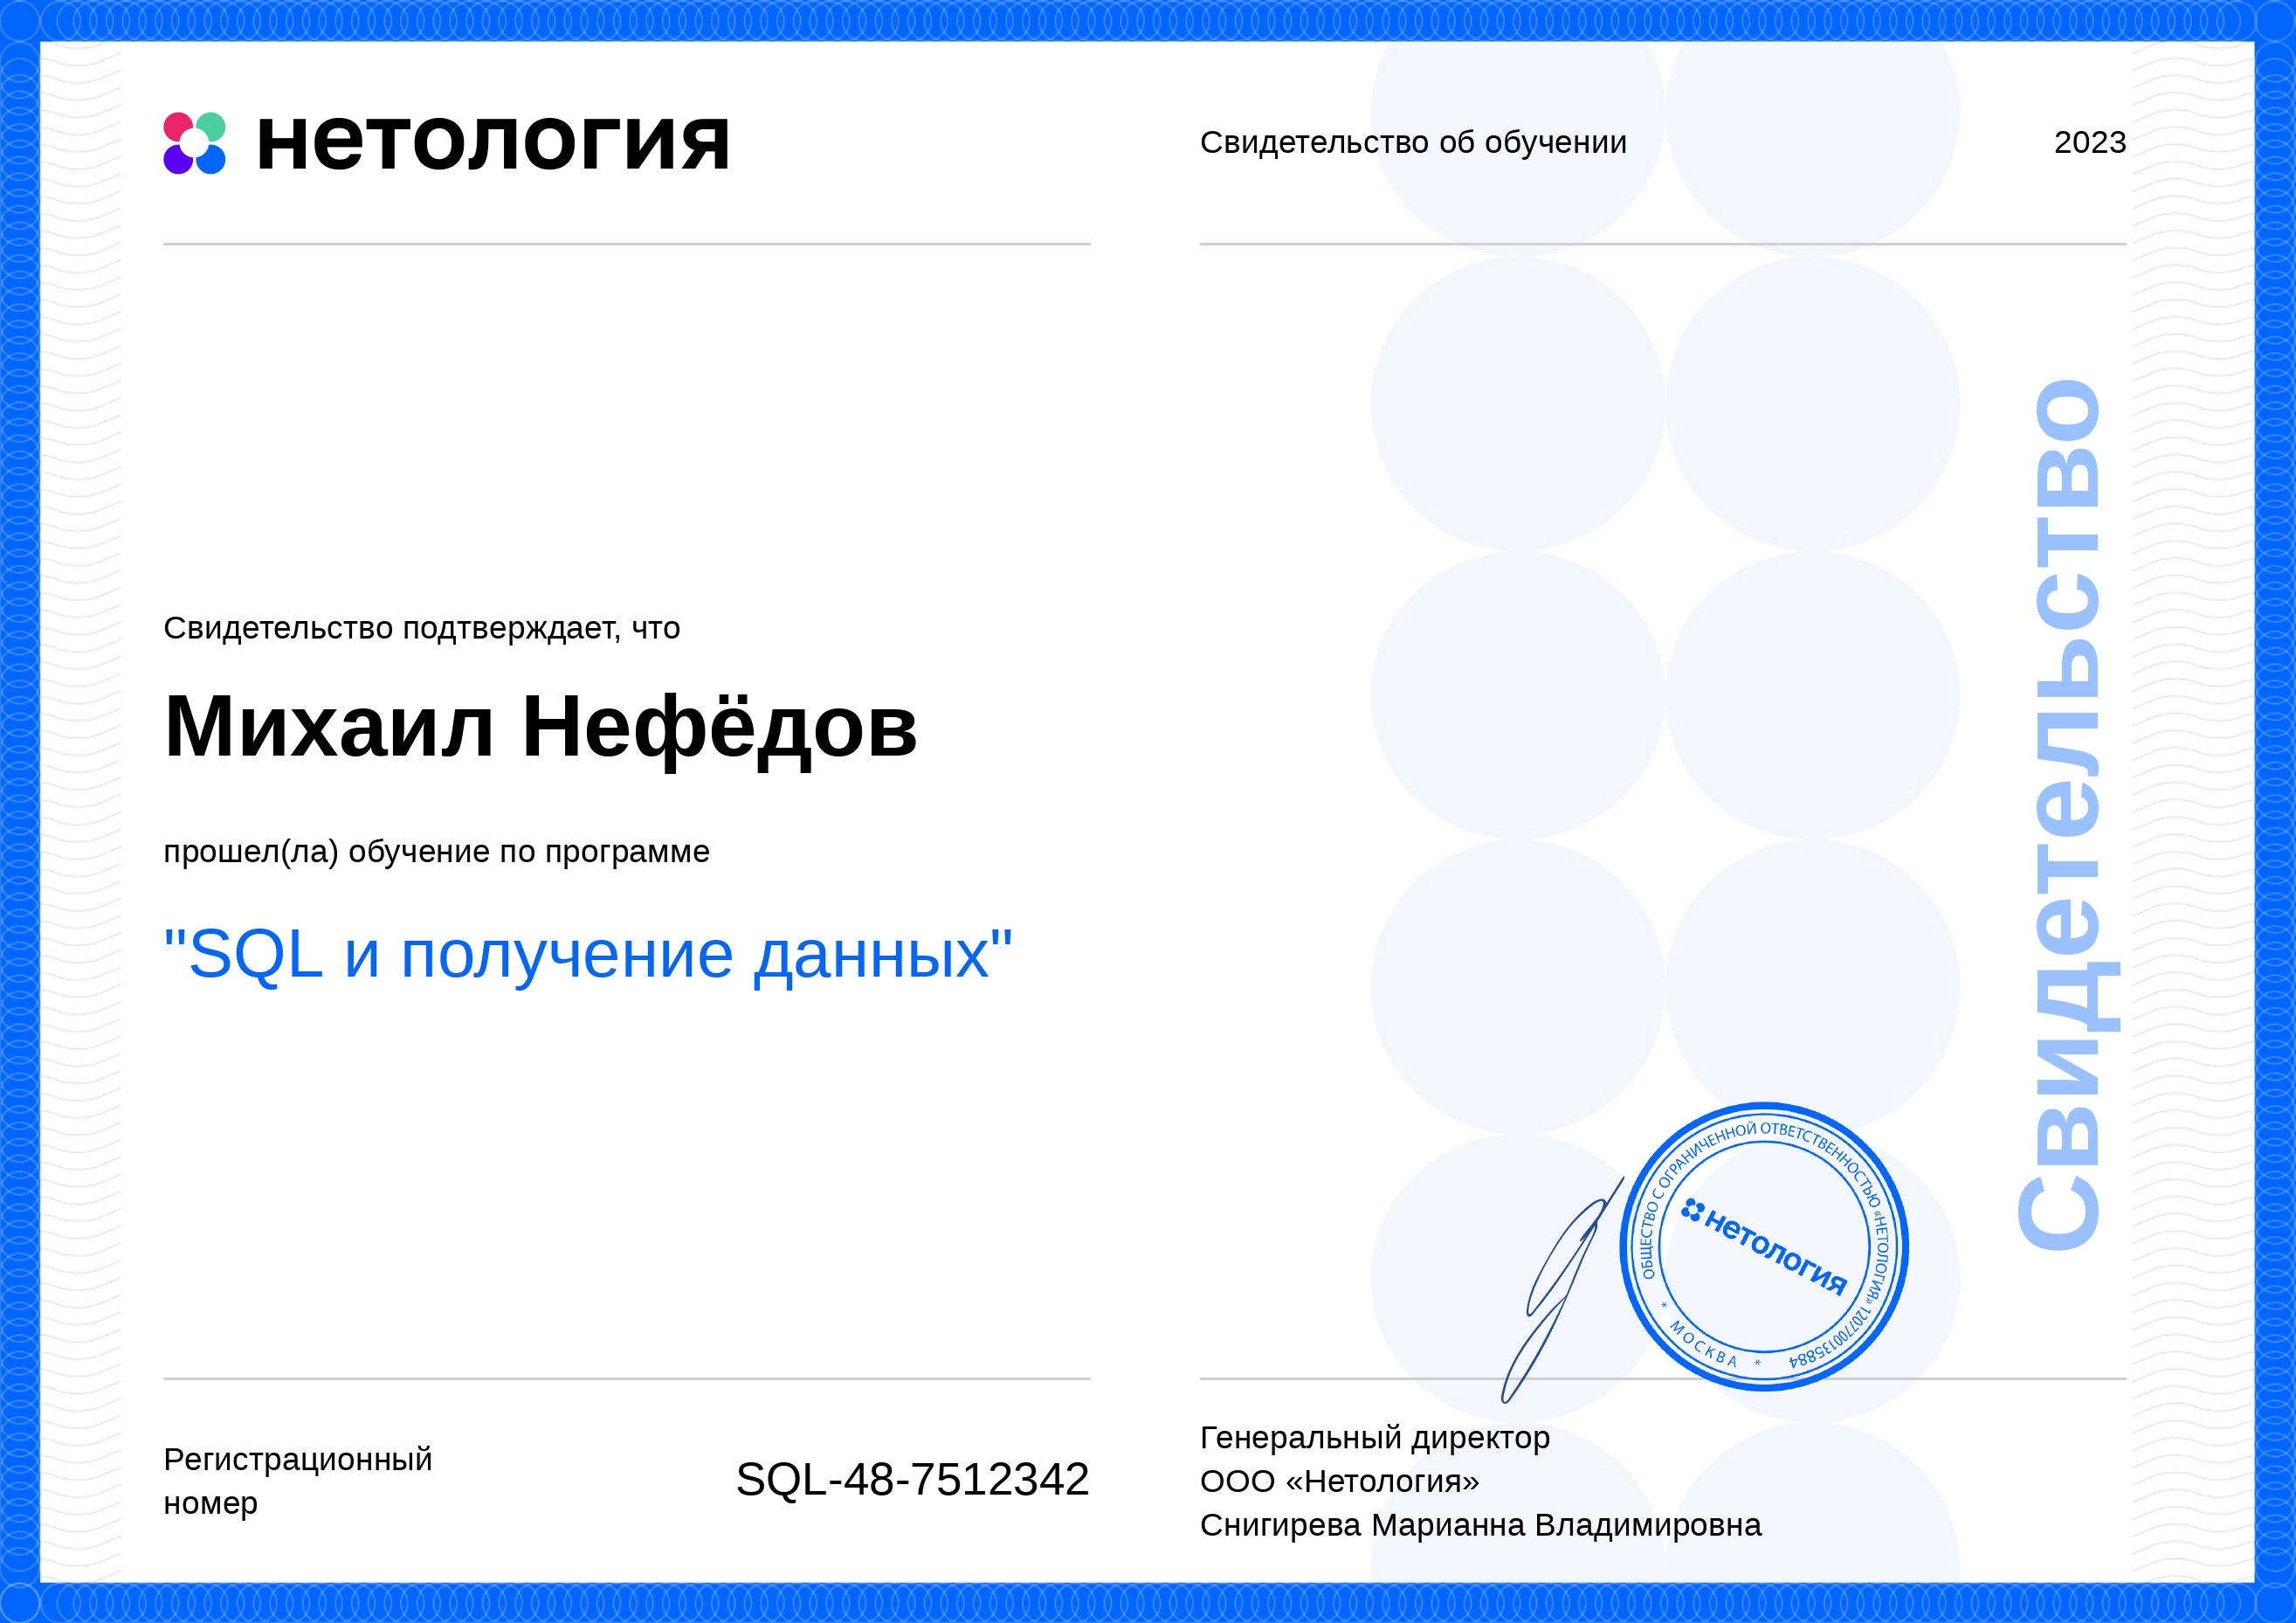 нетология
Свидетельство об обучении
2023
Свидетельство подтверждает, что
Михаил Нефёдов
прошел(ла) обучение по программе
"SQL и получение данных"
Свидетельство
ОБЩЕСТВО С ОГРАНИЧЕННОЙ ОТВЕТСТВЕННОСТЬЮ «НЕТОЛОГИЯ» 1207700135884
* МОСКВА *
нетология
Регистрационный
номер
SQL-48-7512342
Генеральный директор
ООО «Нетология»
Снигирева Марианна Владимировна